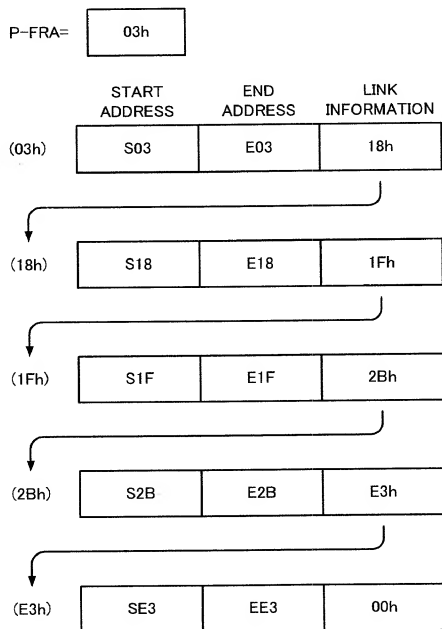 P-FRA= 03h
START ADDRESS END ADDRESS LINK INFORMATION
(03h) S03 E03 18h
(18h) S18 E18 1Fh
(1Fh) S1F E1F 2Bh
(2Bh) S2B E2B E3h
(E3h) SE3 EE3 00h